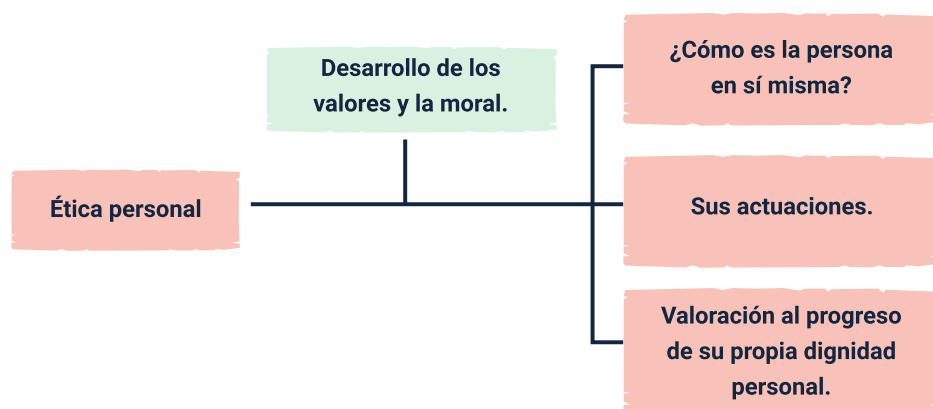 Desarrollo de los
valores y la moral.
Ética personal
¿Cómo es la persona
en sí misma?
Sus actuaciones.
Valoración al progreso
de su propia dignidad
personal.